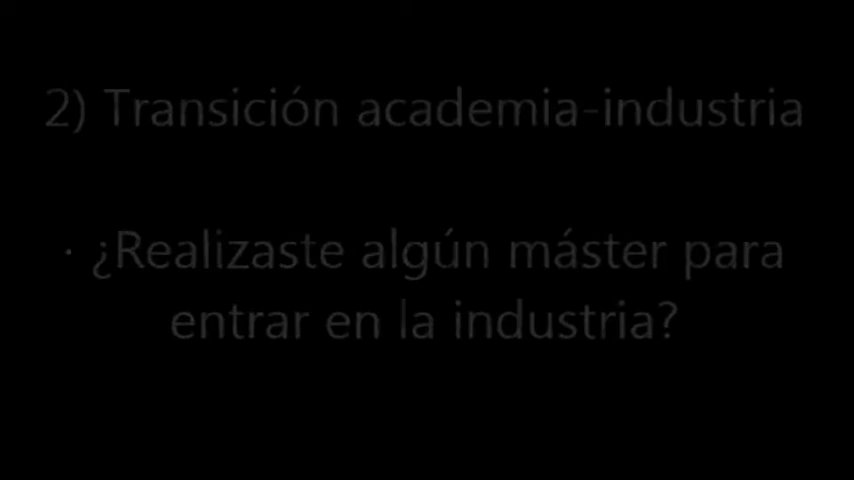 2) Transición academia-industria
· ¿Realizaste algún máster para
entrar en la industria?